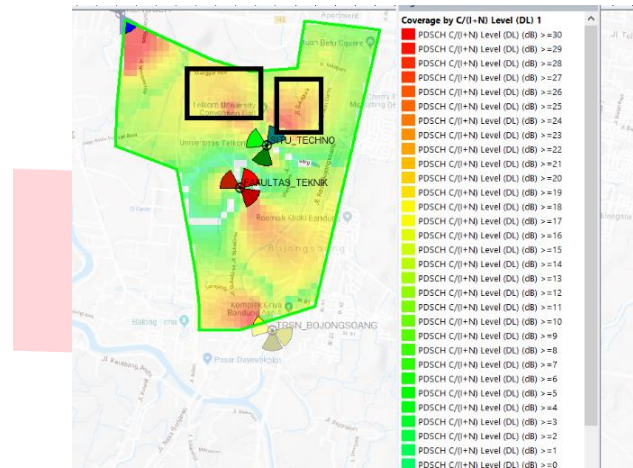 Coverage by C/(I+N) Level (DL) 1
PDSCH C/(I+N) Level (DL) (dB) >=30
PDSCH C/(I+N) Level (DL) (dB) >=29
PDSCH C/(I+N) Level (DL) (dB) >=28
PDSCH C/(I+N) Level (DL) (dB) >=27
PDSCH C/(I+N) Level (DL) (dB) >=26
PDSCH C/(I+N) Level (DL) (dB) >=25
PDSCH C/(I+N) Level (DL) (dB) >=24
PDSCH C/(I+N) Level (DL) (dB) >=23
PDSCH C/(I+N) Level (DL) (dB) >=22
PDSCH C/(I+N) Level (DL) (dB) >=21
PDSCH C/(I+N) Level (DL) (dB) >=20
PDSCH C/(I+N) Level (DL) (dB) >=19
PDSCH C/(I+N) Level (DL) (dB) >=18
PDSCH C/(I+N) Level (DL) (dB) >=17
PDSCH C/(I+N) Level (DL) (dB) >=16
PDSCH C/(I+N) Level (DL) (dB) >=15
PDSCH C/(I+N) Level (DL) (dB) >=14
PDSCH C/(I+N) Level (DL) (dB) >=13
PDSCH C/(I+N) Level (DL) (dB) >=12
PDSCH C/(I+N) Level (DL) (dB) >=11
PDSCH C/(I+N) Level (DL) (dB) >=10
PDSCH C/(I+N) Level (DL) (dB) >=9
PDSCH C/(I+N) Level (DL) (dB) >=8
PDSCH C/(I+N) Level (DL) (dB) >=7
PDSCH C/(I+N) Level (DL) (dB) >=6
PDSCH C/(I+N) Level (DL) (dB) >=5
PDSCH C/(I+N) Level (DL) (dB) >=4
PDSCH C/(I+N) Level (DL) (dB) >=3
PDSCH C/(I+N) Level (DL) (dB) >=2
PDSCH C/(I+N) Level (DL) (dB) >=1
PDSCH C/(I+N) Level (DL) (dB) >=0
Apartment
Telkom University
Convention Hall
Universitas Telkom
SITU_TECHNO
FAKULTAS_TEKNIK
Bojongsoang
Komplek Griya
TRSN_BOJONGSOANG
Pasar Dayeuhkolot